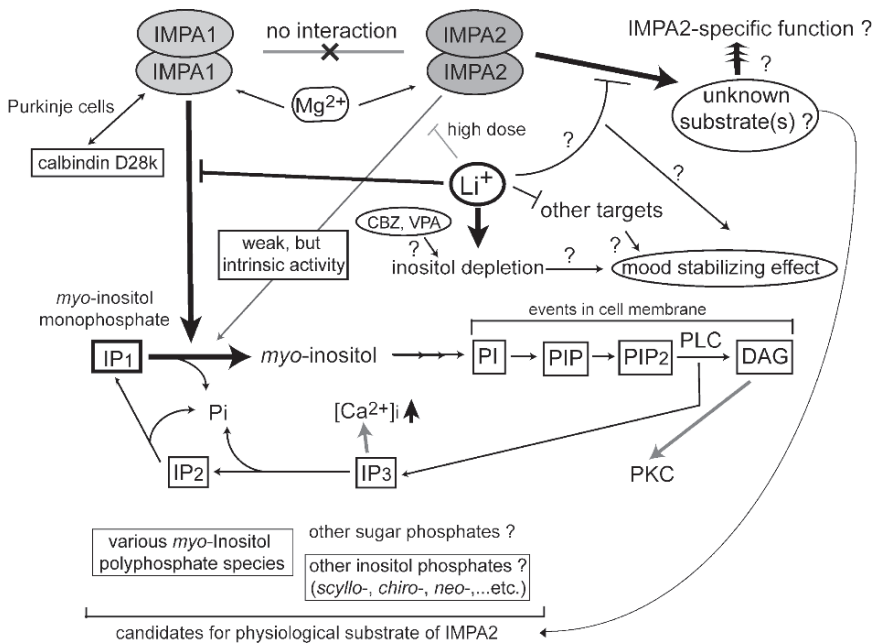 IMPA1
IMPA1
no interaction
IMPA2
IMPA2
IMPA2-specific function ?
?
unknown
substrate(s) ?
Mg2+
Purkinje cells
calbindin D28k
high dose
?
Li+
?
other targets
CBZ, VPA
?
?
?
inositol depletion
mood stabilizing effect
weak, but
intrinsic activity
events in cell membrane
myo-inositol
monophosphate
IP1
myo-inositol
PI
PIP
PIP2
PLC
DAG
Pi
[Ca2+]i
IP2
IP3
PKC
various myo-Inositol
polyphosphate species
other sugar phosphates ?
other inositol phosphates ?
(scyllo-, chiro-, neo-,...etc.)
candidates for physiological substrate of IMPA2